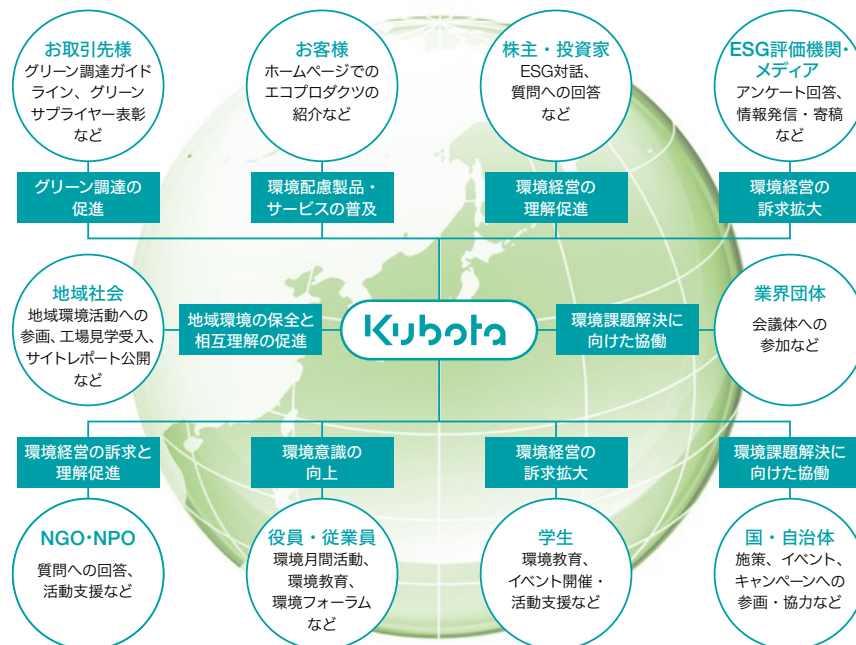 お取引先様
グリーン調達ガイド
ライン、グリーン
サプライヤー表彰
など
お客様
ホームページでの
エコプロダクツの
紹介など
株主・投資家
ESG対話、
質問への回答
など
ESG評価機関・
メディア
アンケート回答、
情報発信・寄稿
など
グリーン調達の
促進
環境配慮製品・
サービスの普及
環境経営の
理解促進
環境経営の
訴求拡大
地域社会
地域環境活動への
参画、工場見学受入、
サイトレポート公開
など
地域環境の保全と
相互理解の促進
Kubota
環境課題解決に
向けた協働
業界団体
会議体への
参加など
環境経営の訴求と
理解促進
環境意識の
向上
環境経営の
訴求拡大
環境課題解決に
向けた協働
NGO・NPO
質問への回答、
活動支援など
役員・従業員
環境月間活動、
環境教育、
環境フォーラム
など
学生
環境教育、
イベント開催・
活動支援など
国・自治体
施策、イベント、
キャンペーンへの
参画・協力など